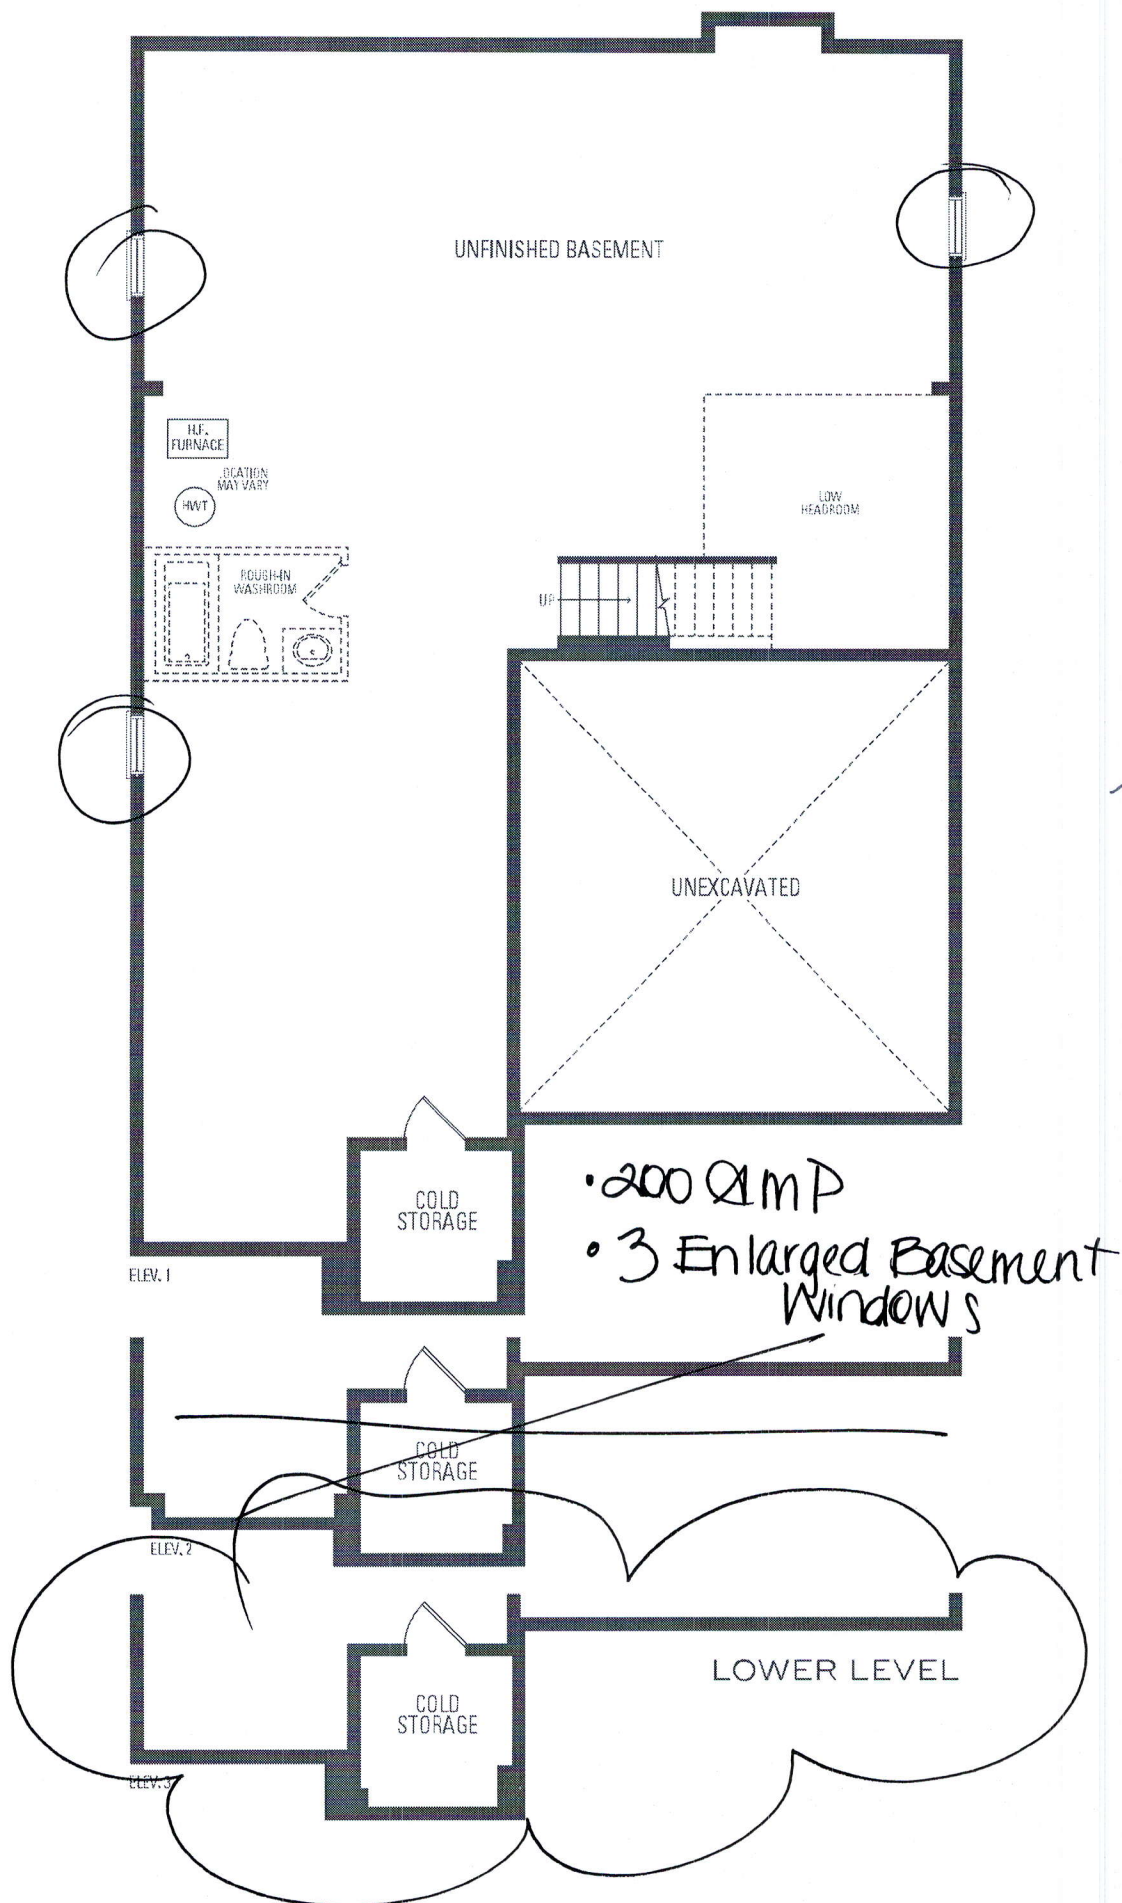 UNFINISHED BASEMENT
H.F.
FURNACE
LOCATION
MAY VARY
HWT
LOW
HEADROOM
ROUGH-IN
WASHROOM
UP
UNEXCAVATED
COLD
STORAGE
ELEV. 1
•200 AMP
• 3 Enlarged Basement
Windows
COLD
STORAGE
ELEV. 2
COLD
STORAGE
LOWER LEVEL
ELEV. 3